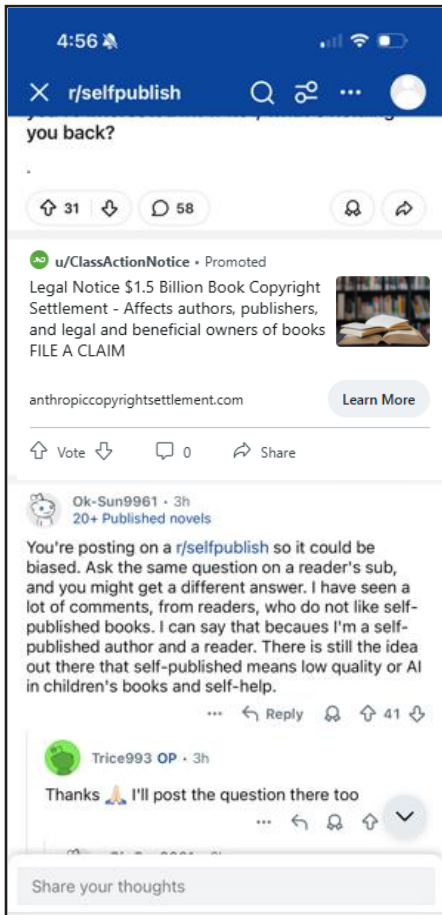 4:56
r/selfpublish
you back?
.
31
58
u/ClassActionNotice • Promoted
Legal Notice $1.5 Billion Book Copyright
Settlement - Affects authors, publishers,
and legal and beneficial owners of books
FILE A CLAIM
anthropiccopyrightsettlement.com
Learn More
Vote
0
Share
Ok-Sun9961 • 3h
20+ Published novels
You're posting on a r/selfpublish so it could be
biased. Ask the same question on a reader's sub,
and you might get a different answer. I have seen a
lot of comments, from readers, who do not like self-
published books. I can say that becaues I'm a self-
published author and a reader. There is still the idea
out there that self-published means low quality or AI
in children's books and self-help.
... Reply 41
Trice993 OP • 3h
Thanks 🙏🏻 I'll post the question there too
...
Share your thoughts